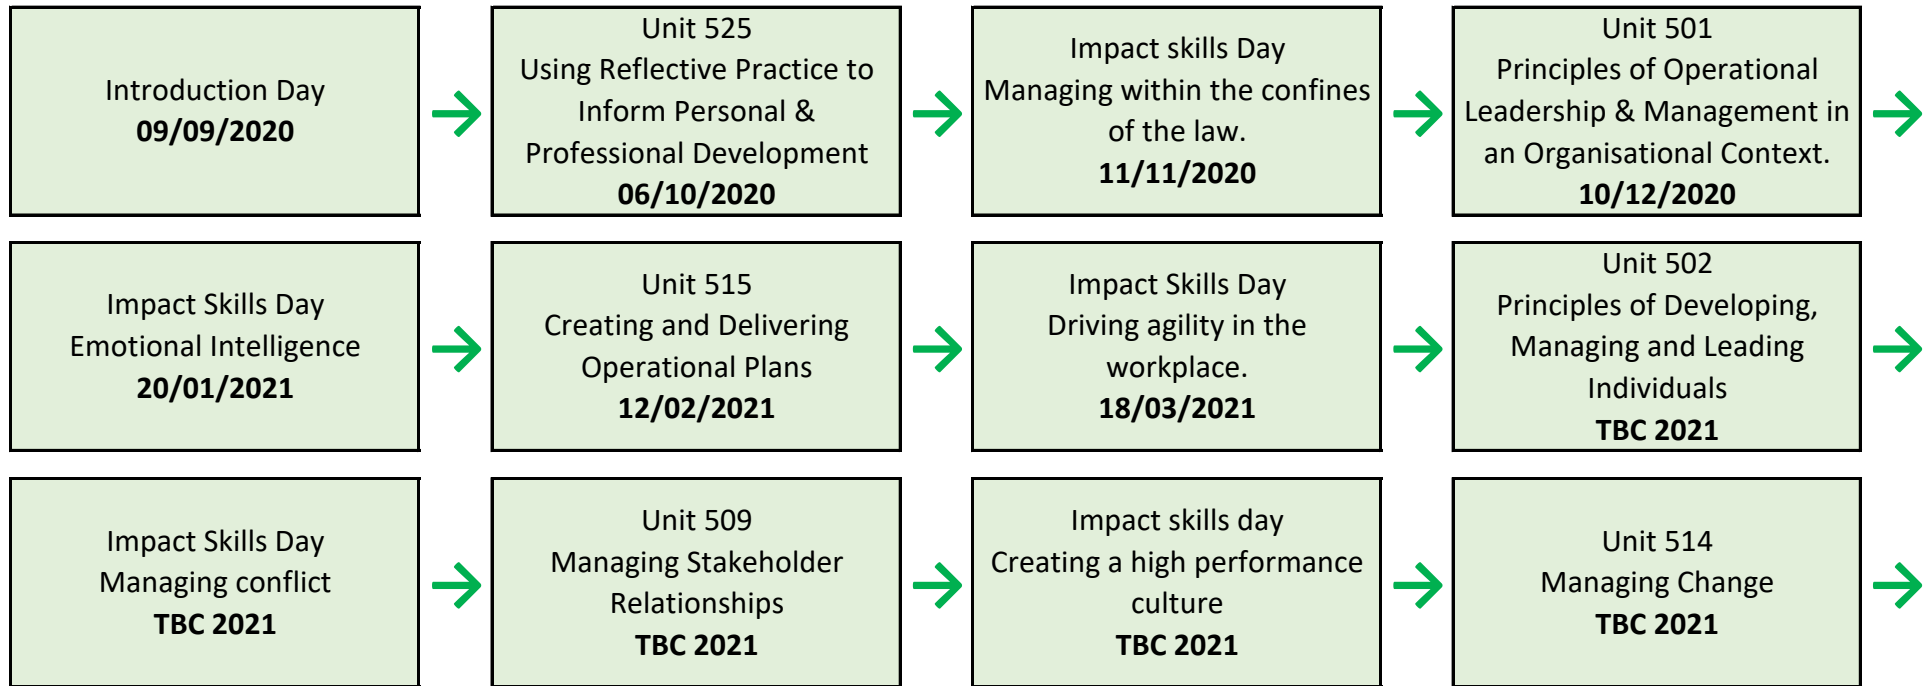 Introduction Day
09/09/2020
Unit 525
Using Reflective Practice to
Inform Personal &
Professional Development
06/10/2020
Impact skills Day
Managing within the confines
of the law.
11/11/2020
Unit 501
Principles of Operational
Leadership & Management in
an Organisational Context.
10/12/2020
Impact Skills Day
Emotional Intelligence
20/01/2021
Unit 515
Creating and Delivering
Operational Plans
12/02/2021
Impact Skills Day
Driving agility in the
workplace.
18/03/2021
Unit 502
Principles of Developing,
Managing and Leading
Individuals
TBC 2021
Impact Skills Day
Managing conflict
TBC 2021
Unit 509
Managing Stakeholder
Relationships
TBC 2021
Impact skills day
Creating a high performance
culture
TBC 2021
Unit 514
Managing Change
TBC 2021